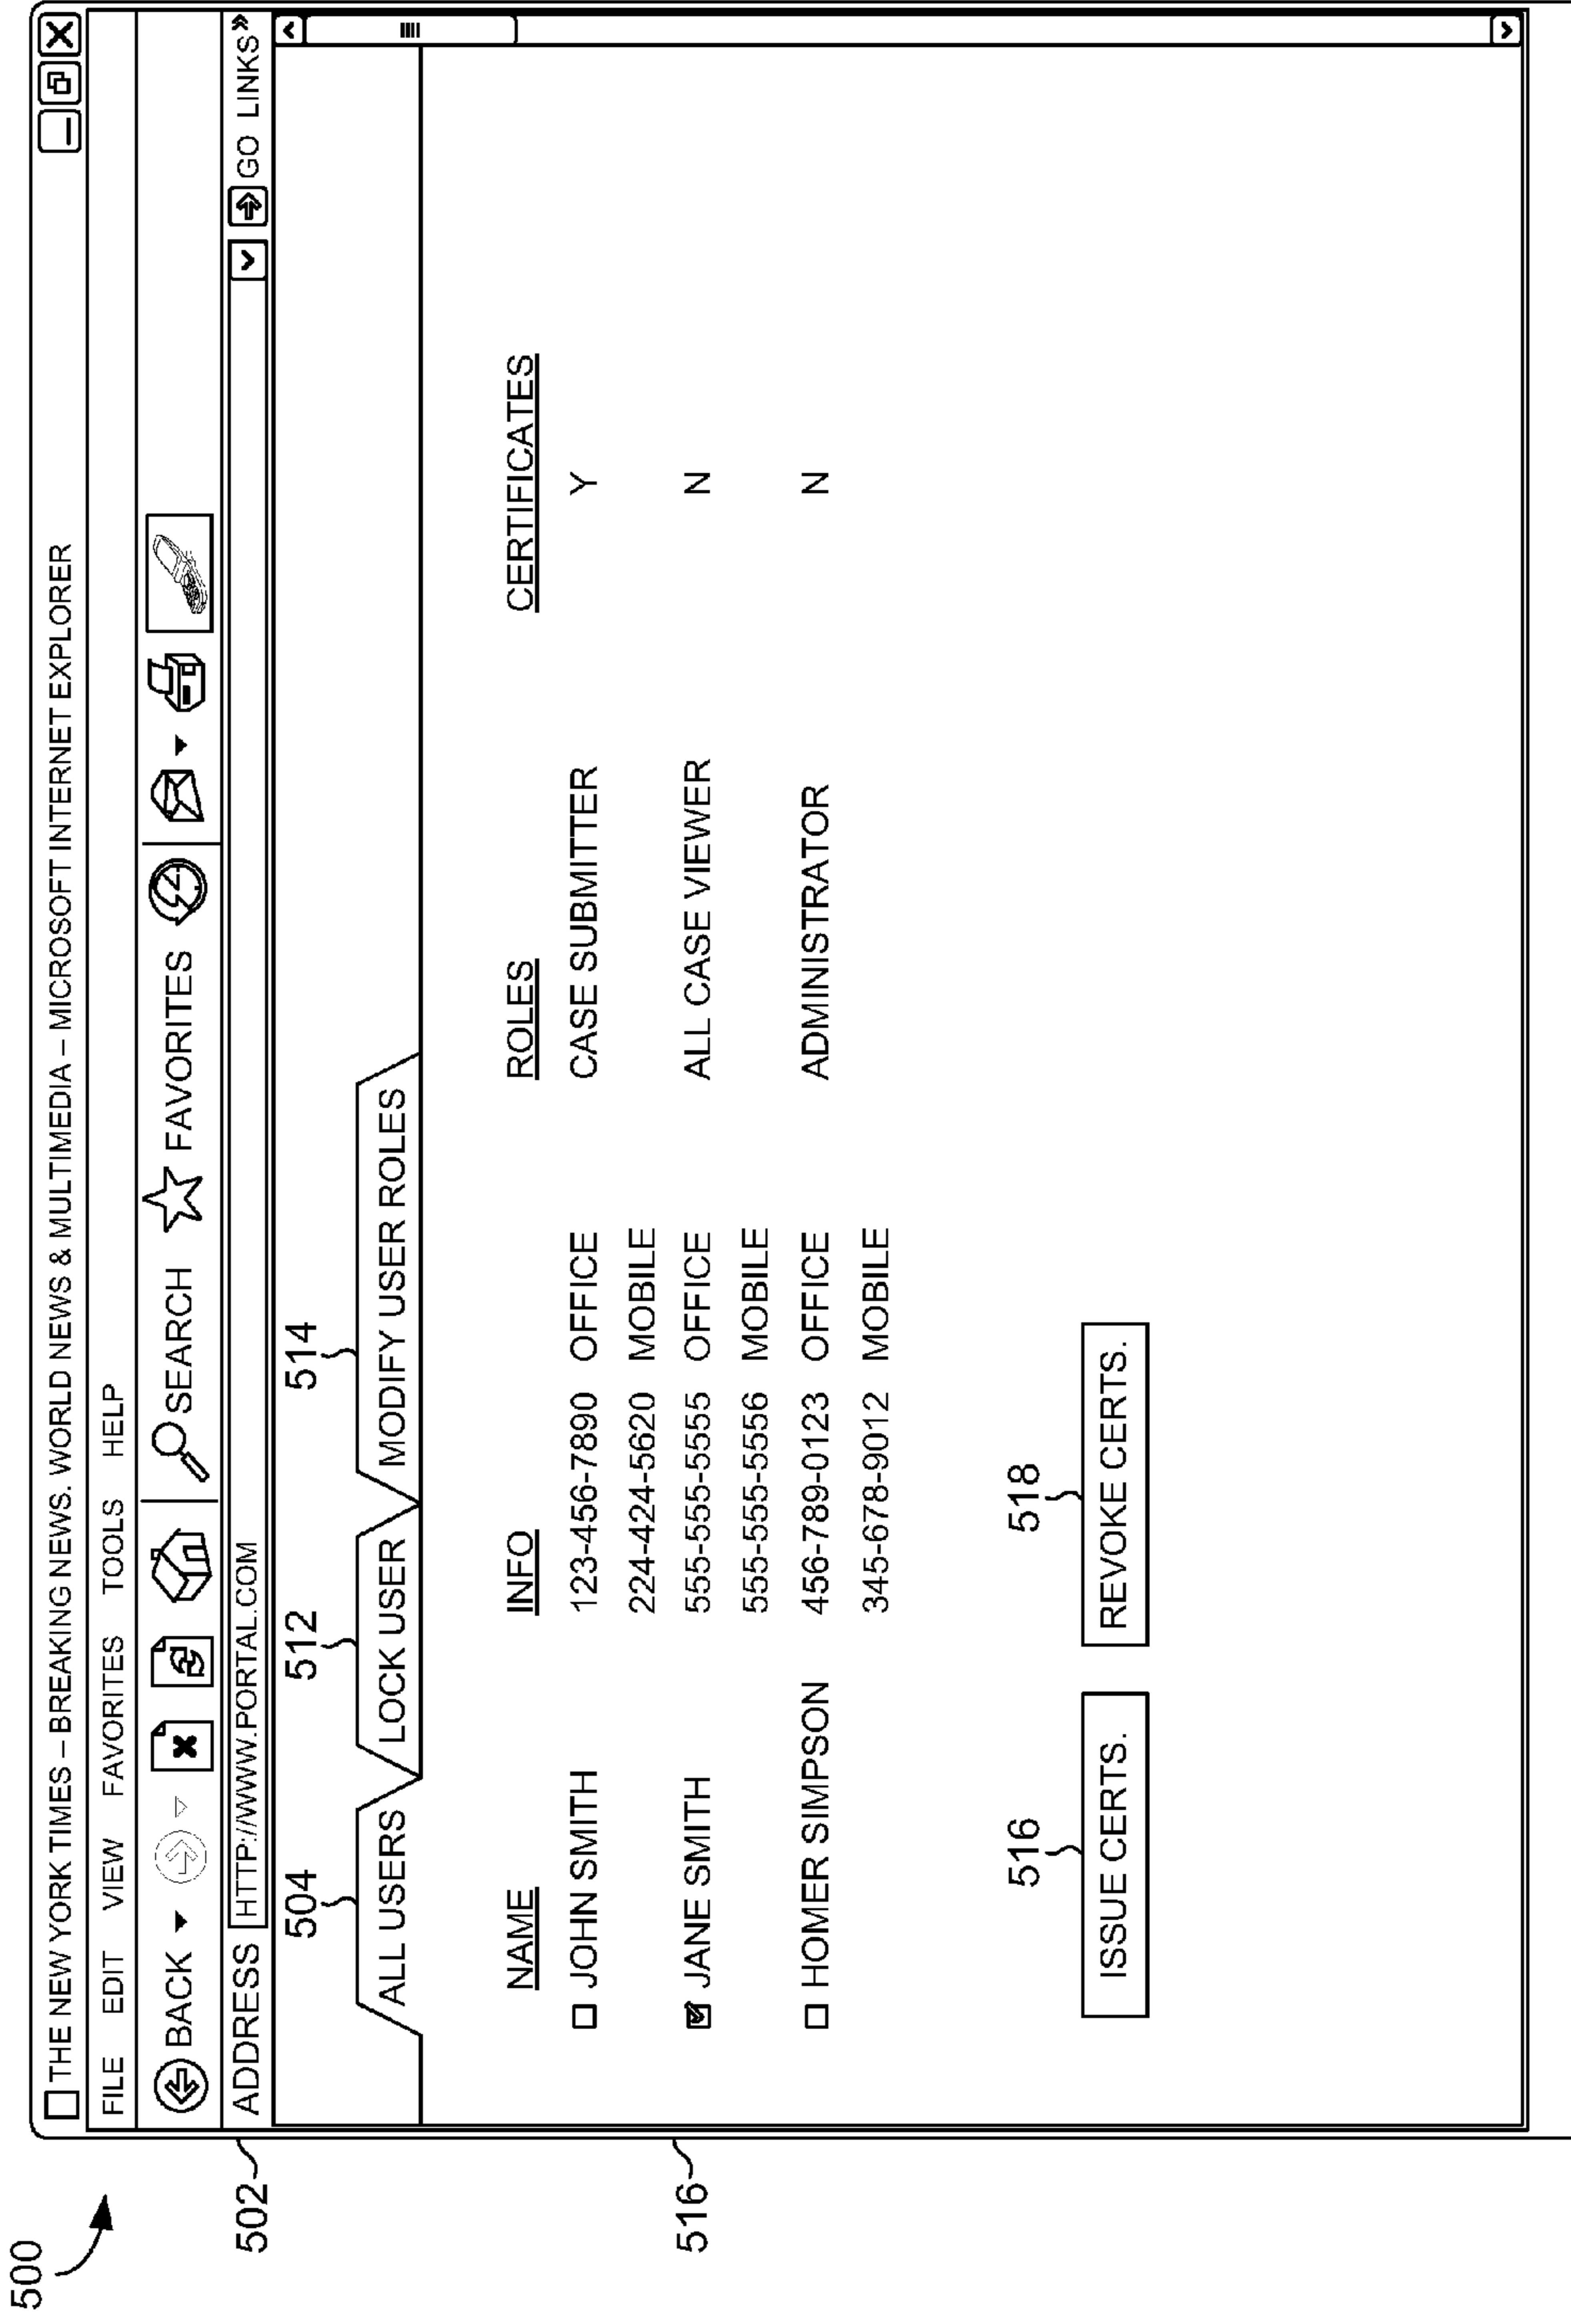 500
THE NEW YORK TIMES – BREAKING NEWS. WORLD NEWS & MULTIMEDIA – MICROSOFT INTERNET EXPLORER
FILE EDIT VIEW FAVORITES TOOLS HELP
BACK SEARCH FAVORITES
502
ADDRESS HTTP://WWW.PORTAL.COM GO LINKS »
504 512 514
ALL USERS LOCK USER MODIFY USER ROLES
NAME INFO ROLES CERTIFICATES
JOHN SMITH 123-456-7890 OFFICE CASE SUBMITTER Y
224-424-5620 MOBILE
516 JANE SMITH 555-555-5555 OFFICE ALL CASE VIEWER N
555-555-5556 MOBILE
HOMER SIMPSON 456-789-0123 OFFICE ADMINISTRATOR N
345-678-9012 MOBILE
516 518
ISSUE CERTS. REVOKE CERTS.